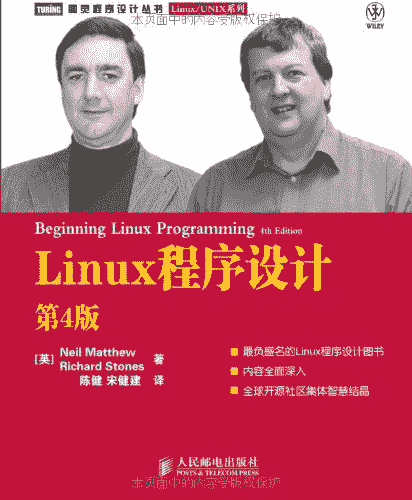 TURING 图灵程序设计丛书 Linux/UNIX系列
本页面中的内容受版权保护
WILEY
Beginning Linux Programming 4th Edition
Linux程序设计
第4版
[英] Neil Matthew
Richard Stones 著
陈健 宋健建 译
最负盛名的Linux程序设计图书
内容全面深入
全球开源社区集体智慧结晶
人民邮电出版社
POSTS & TELECOM PRESS
本页面中的内容受版权保护